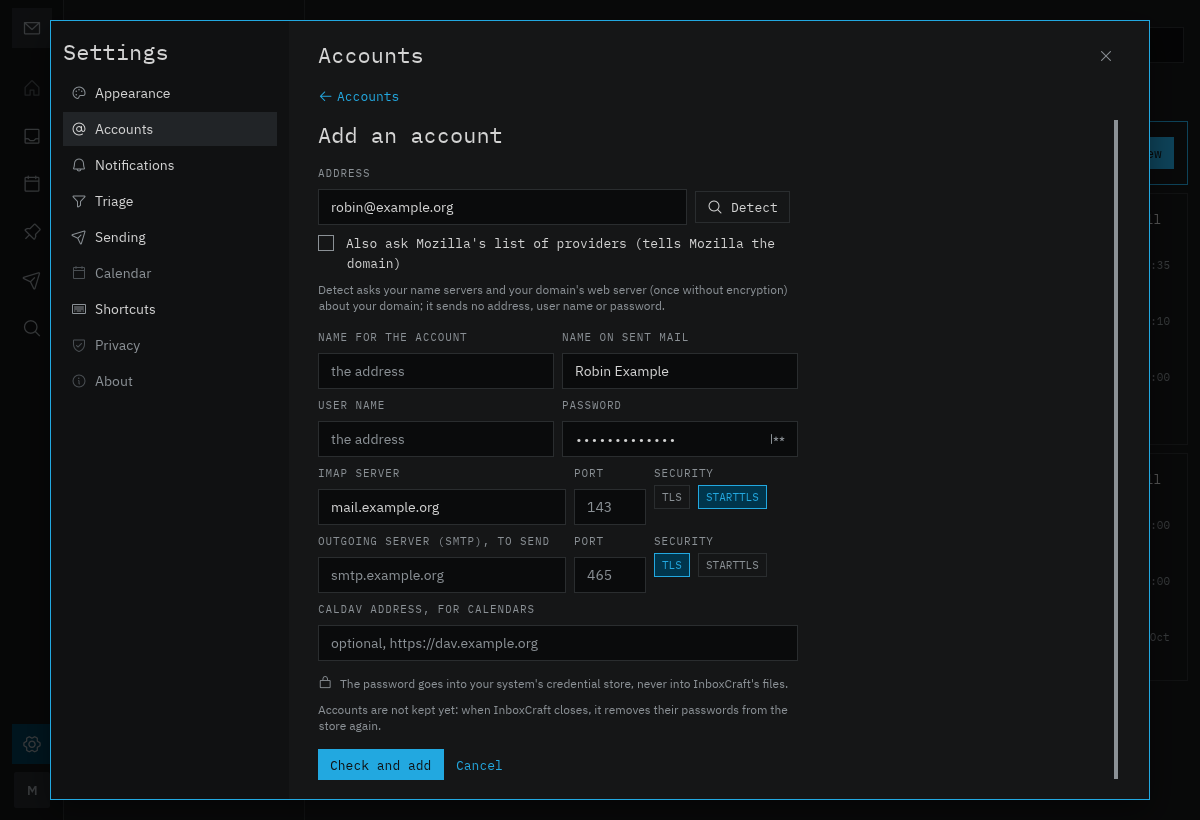 Settings
Appearance
Accounts
Notifications
Triage
Sending
Calendar
Shortcuts
Privacy
About
M
Accounts
← Accounts
Add an account
ADDRESS
robin@example.org
Detect
Also ask Mozilla's list of providers (tells Mozilla the
domain)
Detect asks your name servers and your domain's web server (once without encryption)
about your domain; it sends no address, user name or password.
NAME FOR THE ACCOUNT NAME ON SENT MAIL
the address Robin Example
USER NAME PASSWORD
the address ••••••••••••• |**
IMAP SERVER PORT SECURITY
mail.example.org 143 TLS STARTTLS
OUTGOING SERVER (SMTP), TO SEND PORT SECURITY
smtp.example.org 465 TLS STARTTLS
CALDAV ADDRESS, FOR CALENDARS
optional, https://dav.example.org
The password goes into your system's credential store, never into InboxCraft's files.
Accounts are not kept yet: when InboxCraft closes, it removes their passwords from the
store again.
Check and add Cancel